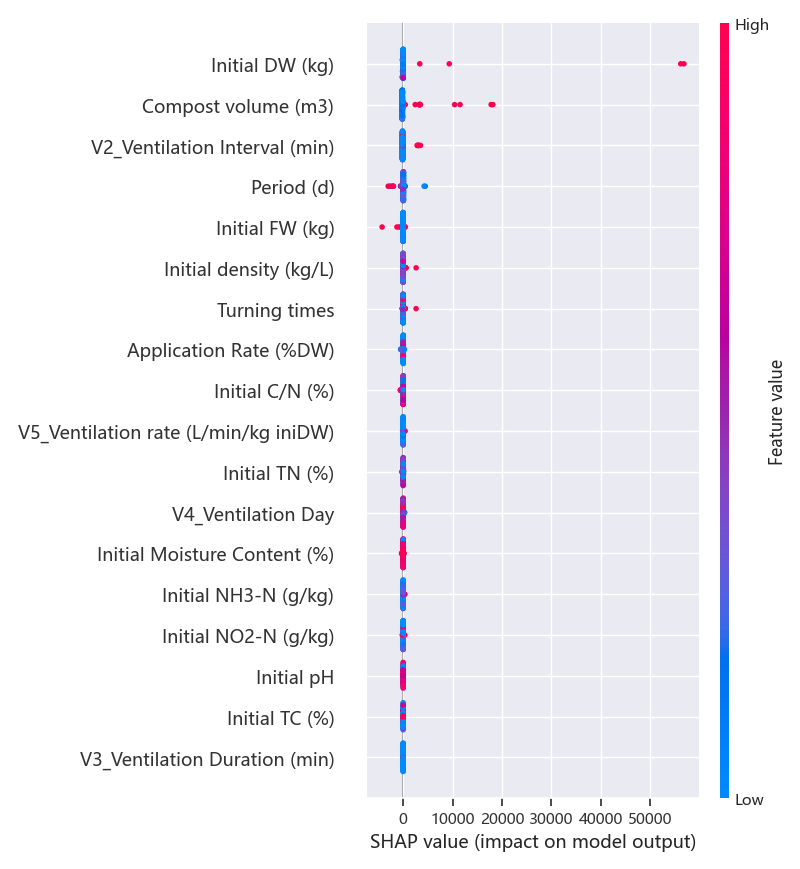 High
Initial DW (kg)
Compost volume (m3)
V2_Ventilation Interval (min)
Period (d)
Initial FW (kg)
Initial density (kg/L)
Turning times
Application Rate (%DW)
Initial C/N (%)
V5_Ventilation rate (L/min/kg iniDW)
Initial TN (%)
V4_Ventilation Day
Initial Moisture Content (%)
Initial NH3-N (g/kg)
Initial NO2-N (g/kg)
Initial pH
Initial TC (%)
V3_Ventilation Duration (min)
Feature value
Low
0 10000 20000 30000 40000 50000
SHAP value (impact on model output)